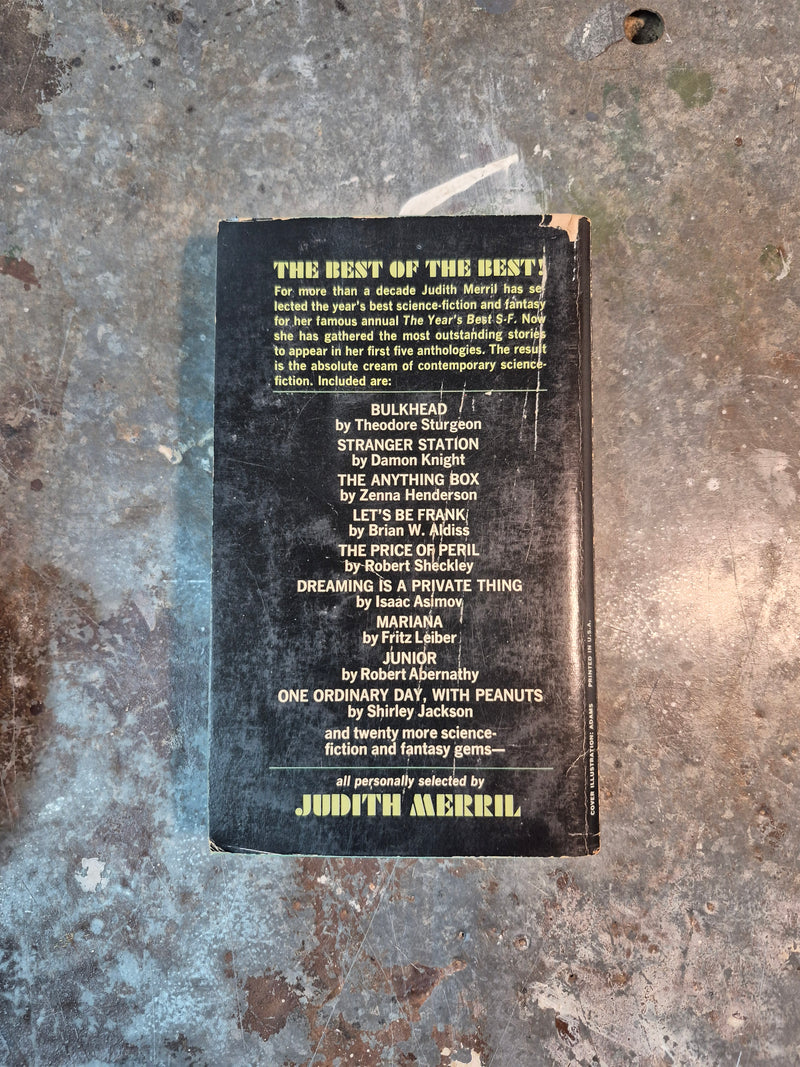 THE BEST OF THE BEST!
For more than a decade Judith Merril has se-
lected the year's best science-fiction and fantasy
for her famous annual The Year's Best S-F. Now
she has gathered the most outstanding stories
to appear in her first five anthologies. The result
is the absolute cream of contemporary science-
fiction. Included are:
BULKHEAD
by Theodore Sturgeon
STRANGER STATION
by Damon Knight
THE ANYTHING BOX
by Zenna Henderson
LET'S BE FRANK
by Brian W. Aldiss
THE PRICE OF PERIL
by Robert Sheckley
DREAMING IS A PRIVATE THING
by Isaac Asimov
MARIANA
by Fritz Leiber
JUNIOR
by Robert Abernathy
ONE ORDINARY DAY, WITH PEANUTS
by Shirley Jackson
and twenty more science-
fiction and fantasy gems—
all personally selected by
JUDITH MERRIL
COVER ILLUSTRATION: ADAMS PRINTED IN U.S.A.